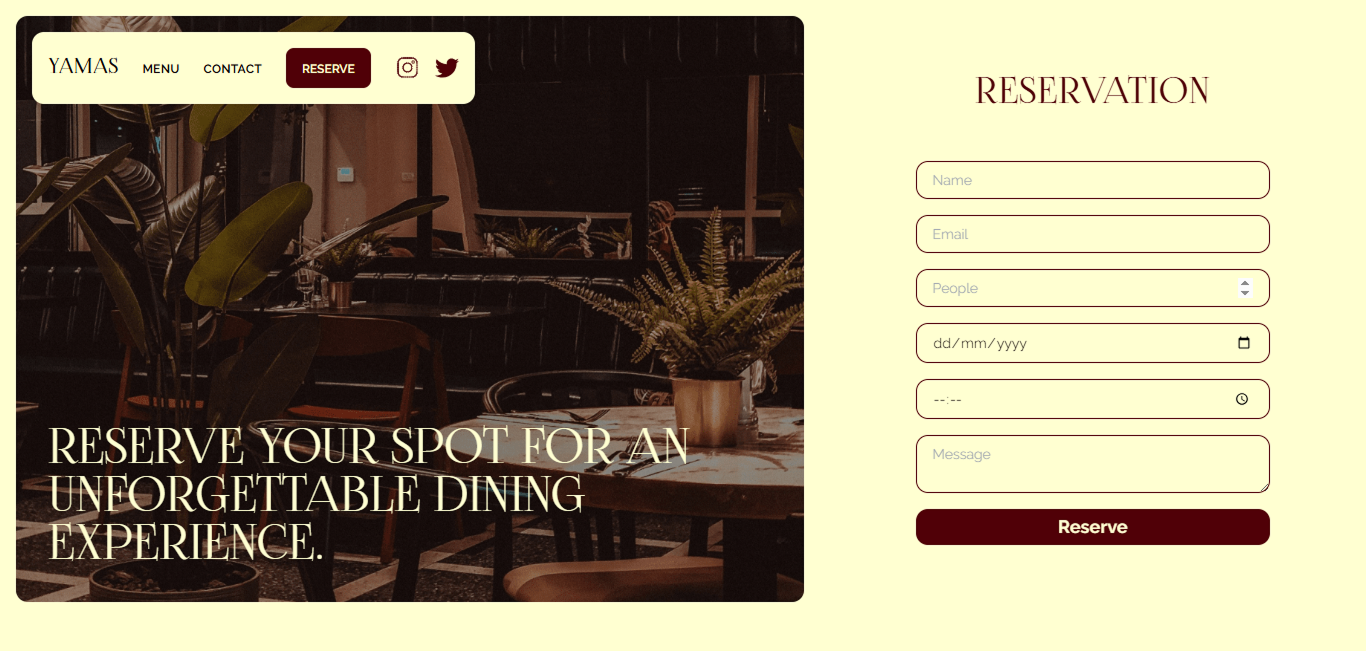 YAMAS
MENU
CONTACT
RESERVE
RESERVE YOUR SPOT FOR AN
UNFORGETTABLE DINING
EXPERIENCE.
RESERVATION
Name
Email
People
dd/mm/yyyy
--:--
Message
Reserve